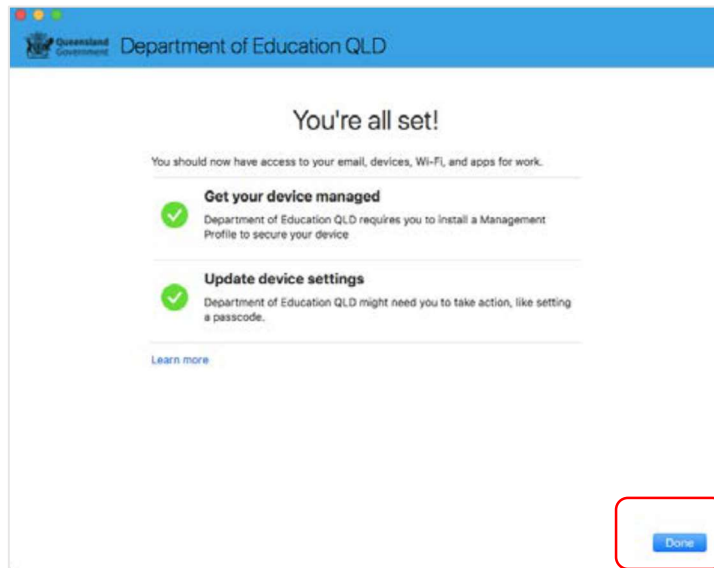 Queensland
Government
Department of Education QLD
You're all set!
You should now have access to your email, devices, Wi-Fi, and apps for work.
Get your device managed
Department of Education QLD requires you to install a Management
Profile to secure your device
Update device settings
Department of Education QLD might need you to take action, like setting
a passcode.
Learn more
Done